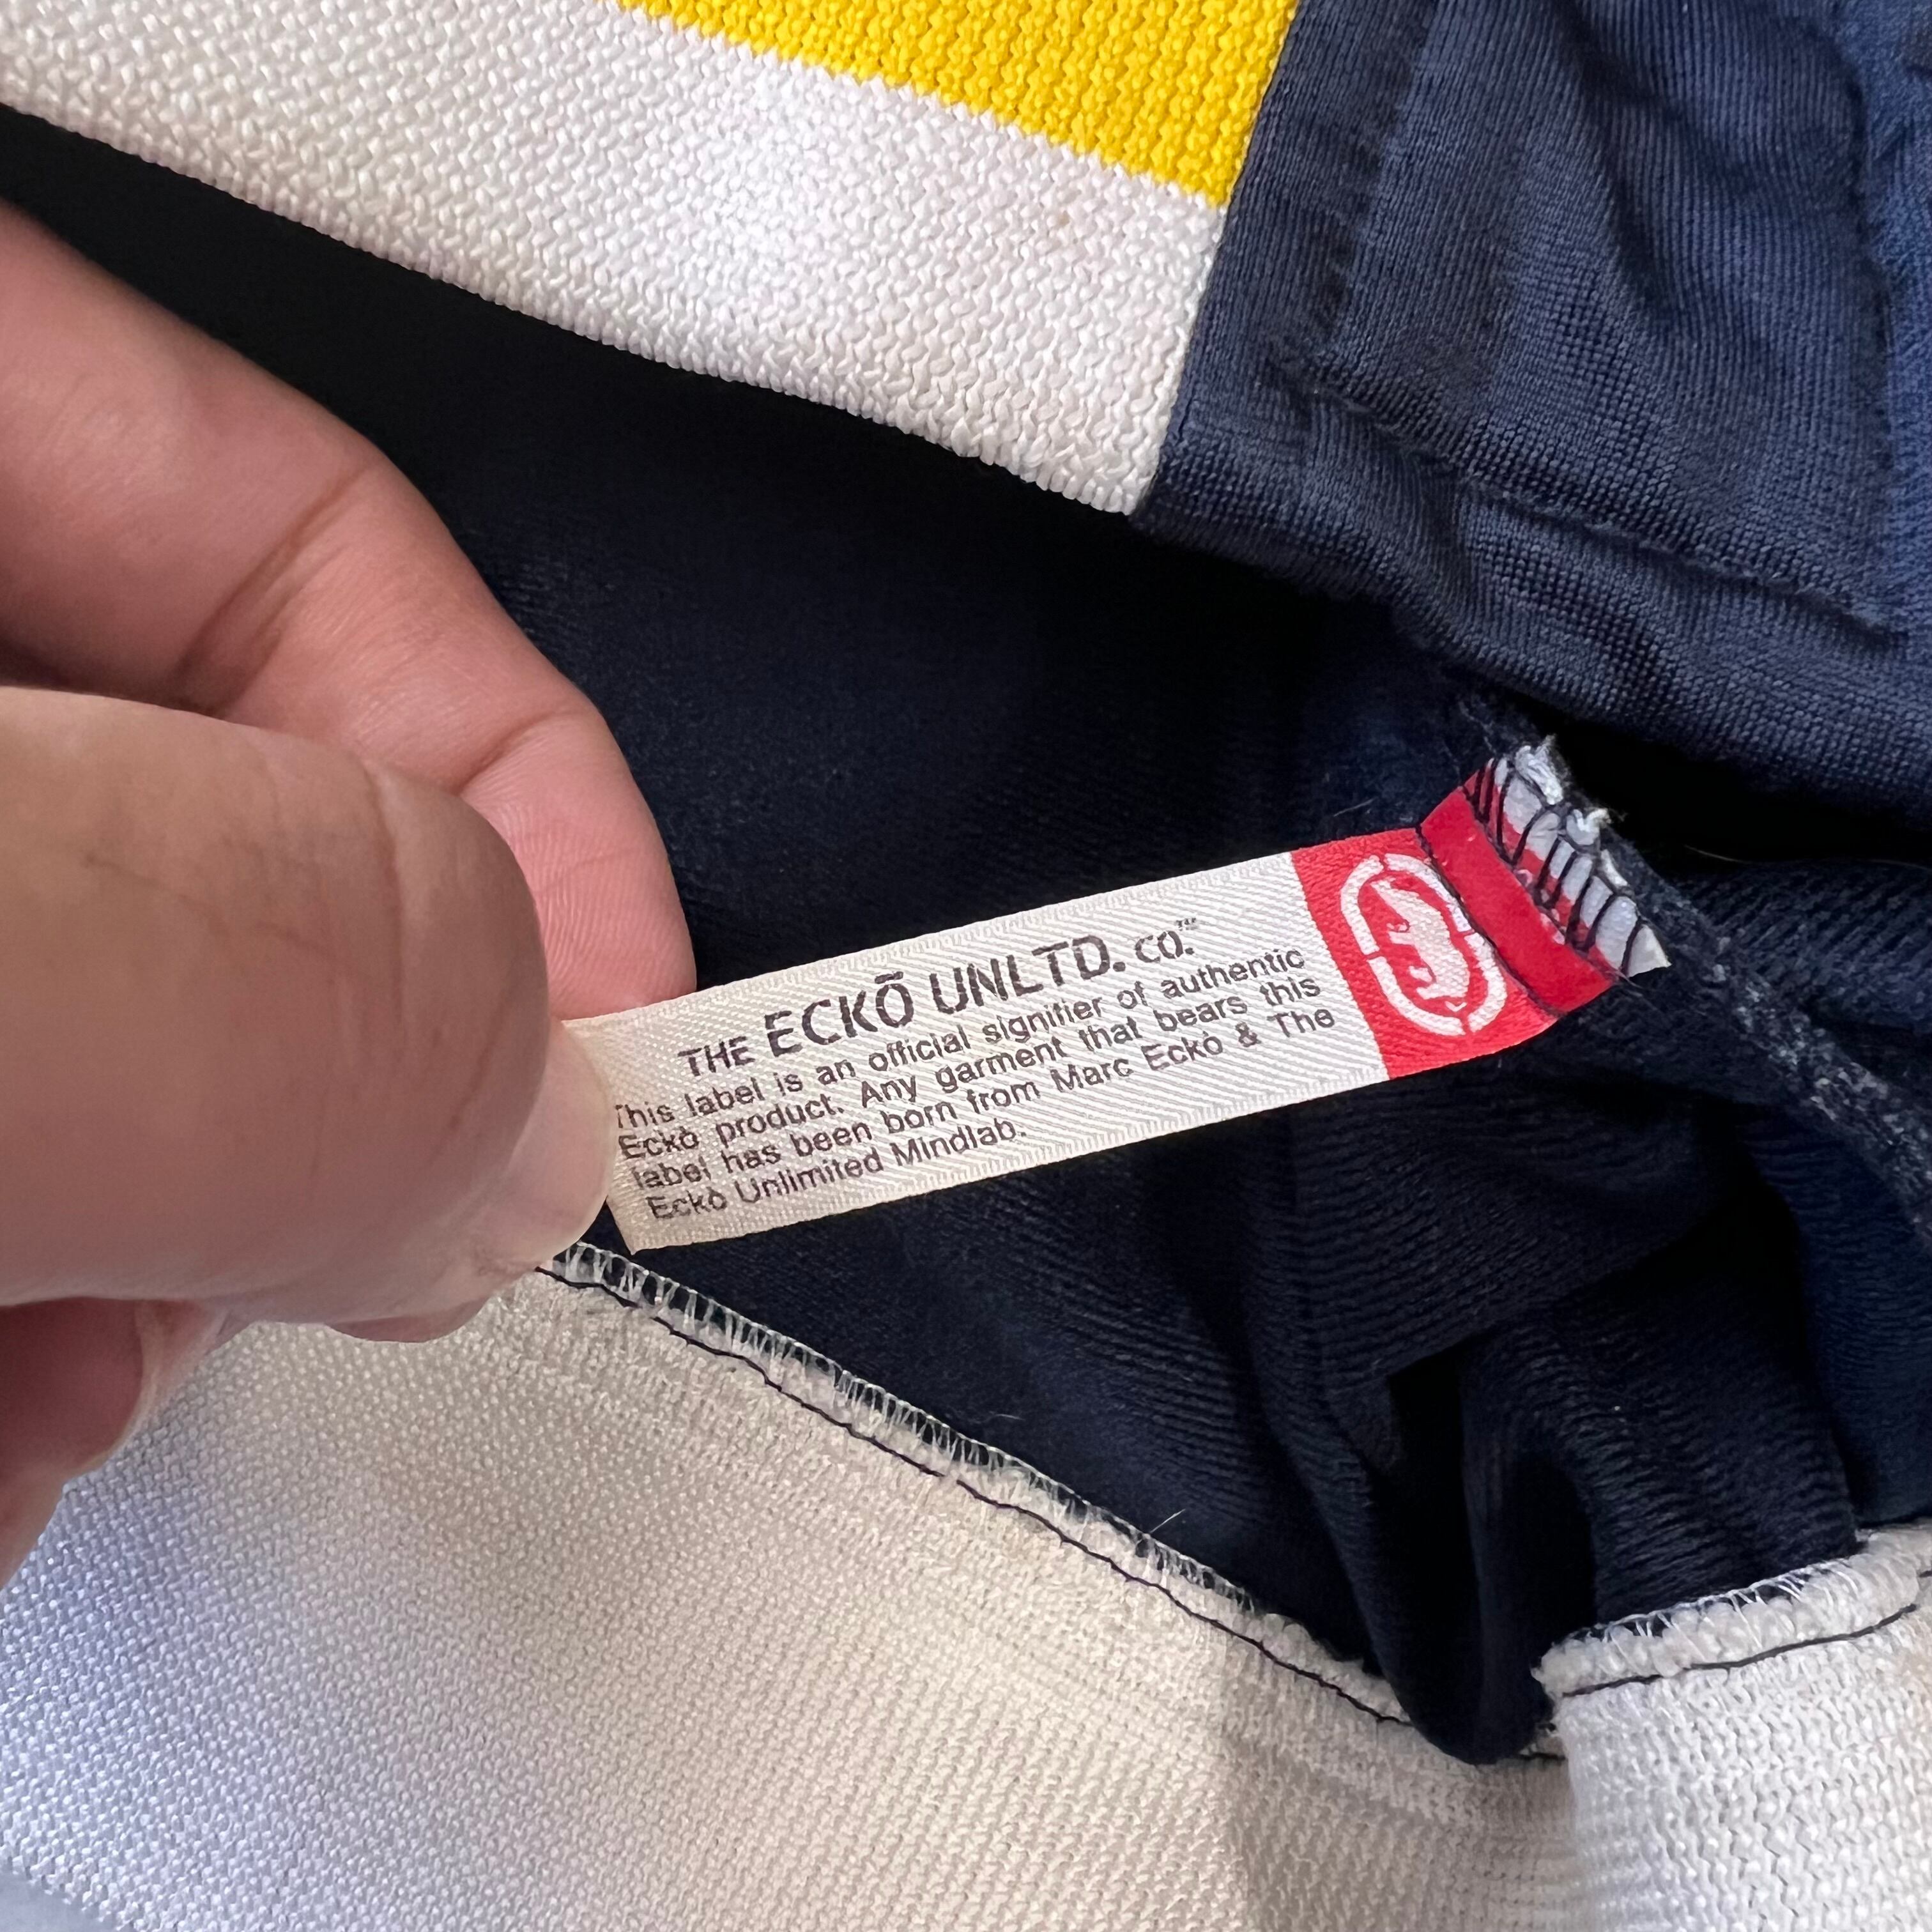 THE ECKŌ UNLTD. CO.™
This label is an official signifier of authentic
Eckō product. Any garment that bears this
label has been born from Marc Eckō & The
Eckō Unlimited Mindlab.